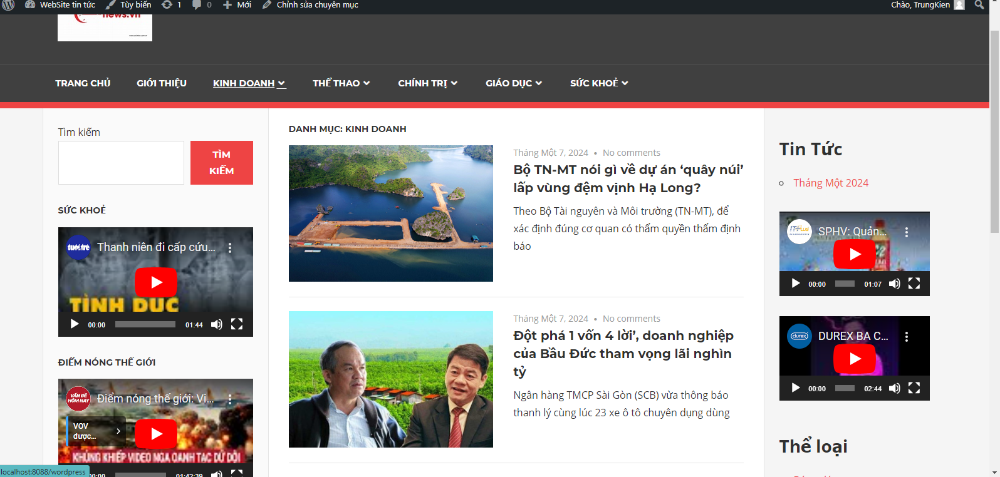 WebSite tin tức
Tùy biến
1
0
Mới
Chỉnh sửa chuyên mục
Chào, TrungKien
news.vn
TRANG CHỦ
GIỚI THIỆU
KINH DOANH
THỂ THAO
CHÍNH TRỊ
GIÁO DỤC
SỨC KHOẺ
Tìm kiếm
TÌM
KIẾM
SỨC KHOẺ
tuổi trẻ
Thanh niên đi cấp cứu...
TÌNH DỤC
00:00
01:44
ĐIỂM NÓNG THẾ GIỚI
VẤN ĐỀ
HÔM NAY
Điểm nóng thế giới: Vi...
VOV
được...
KHỦNG KHIẾP VIDEO NGA OANH TẠC DỮ DỘI
00:00
01:42:39
localhost:8088/wordpress
DANH MỤC: KINH DOANH
Tháng Một 7, 2024 • No comments
Bộ TN-MT nói gì về dự án ‘quây núi’
lấp vùng đệm vịnh Hạ Long?
Theo Bộ Tài nguyên và Môi trường (TN-MT), để
xác định đúng cơ quan có thẩm quyền thẩm định
báo
Tháng Một 7, 2024 • No comments
Đột phá 1 vốn 4 lời’, doanh nghiệp
của Bầu Đức tham vọng lãi nghìn
tỷ
Ngân hàng TMCP Sài Gòn (SCB) vừa thông báo
thanh lý cùng lúc 23 xe ô tô chuyên dụng dùng
Tin Tức
Tháng Một 2024
SPHV: Quản...
00:00
01:07
durex
DUREX BA C...
00:00
02:44
Thể loại